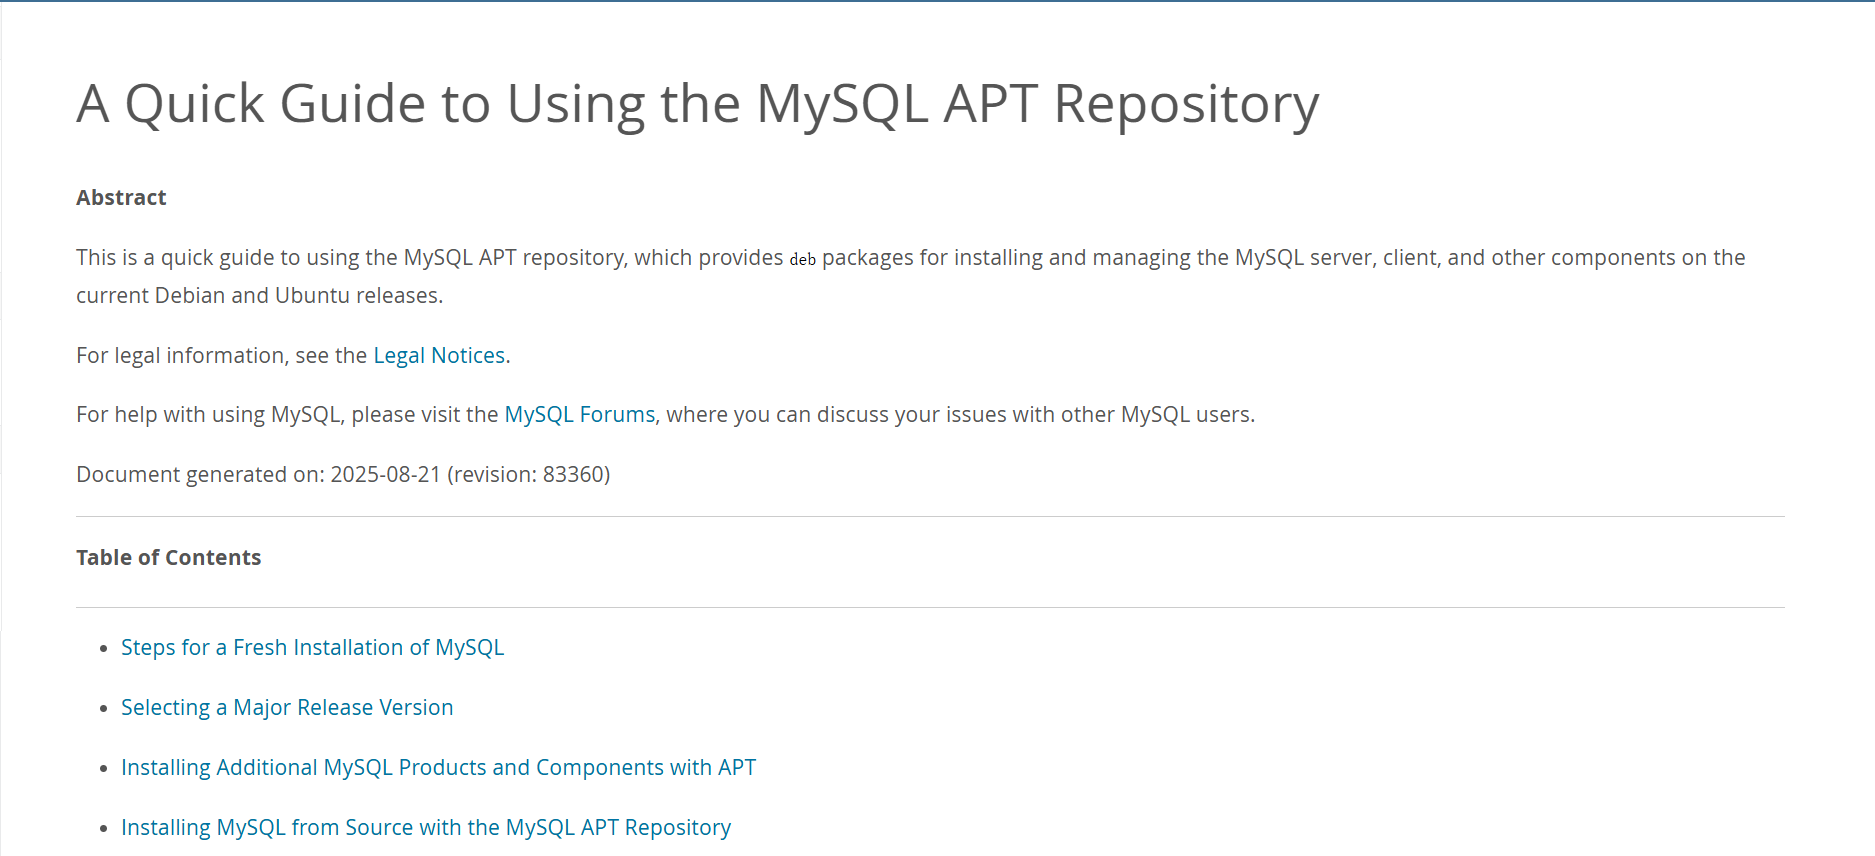 A Quick Guide to Using the MySQL APT Repository
Abstract
This is a quick guide to using the MySQL APT repository, which provides deb packages for installing and managing the MySQL server, client, and other components on the
current Debian and Ubuntu releases.
For legal information, see the Legal Notices.
For help with using MySQL, please visit the MySQL Forums, where you can discuss your issues with other MySQL users.
Document generated on: 2025-08-21 (revision: 83360)
Table of Contents
• Steps for a Fresh Installation of MySQL
• Selecting a Major Release Version
• Installing Additional MySQL Products and Components with APT
• Installing MySQL from Source with the MySQL APT Repository